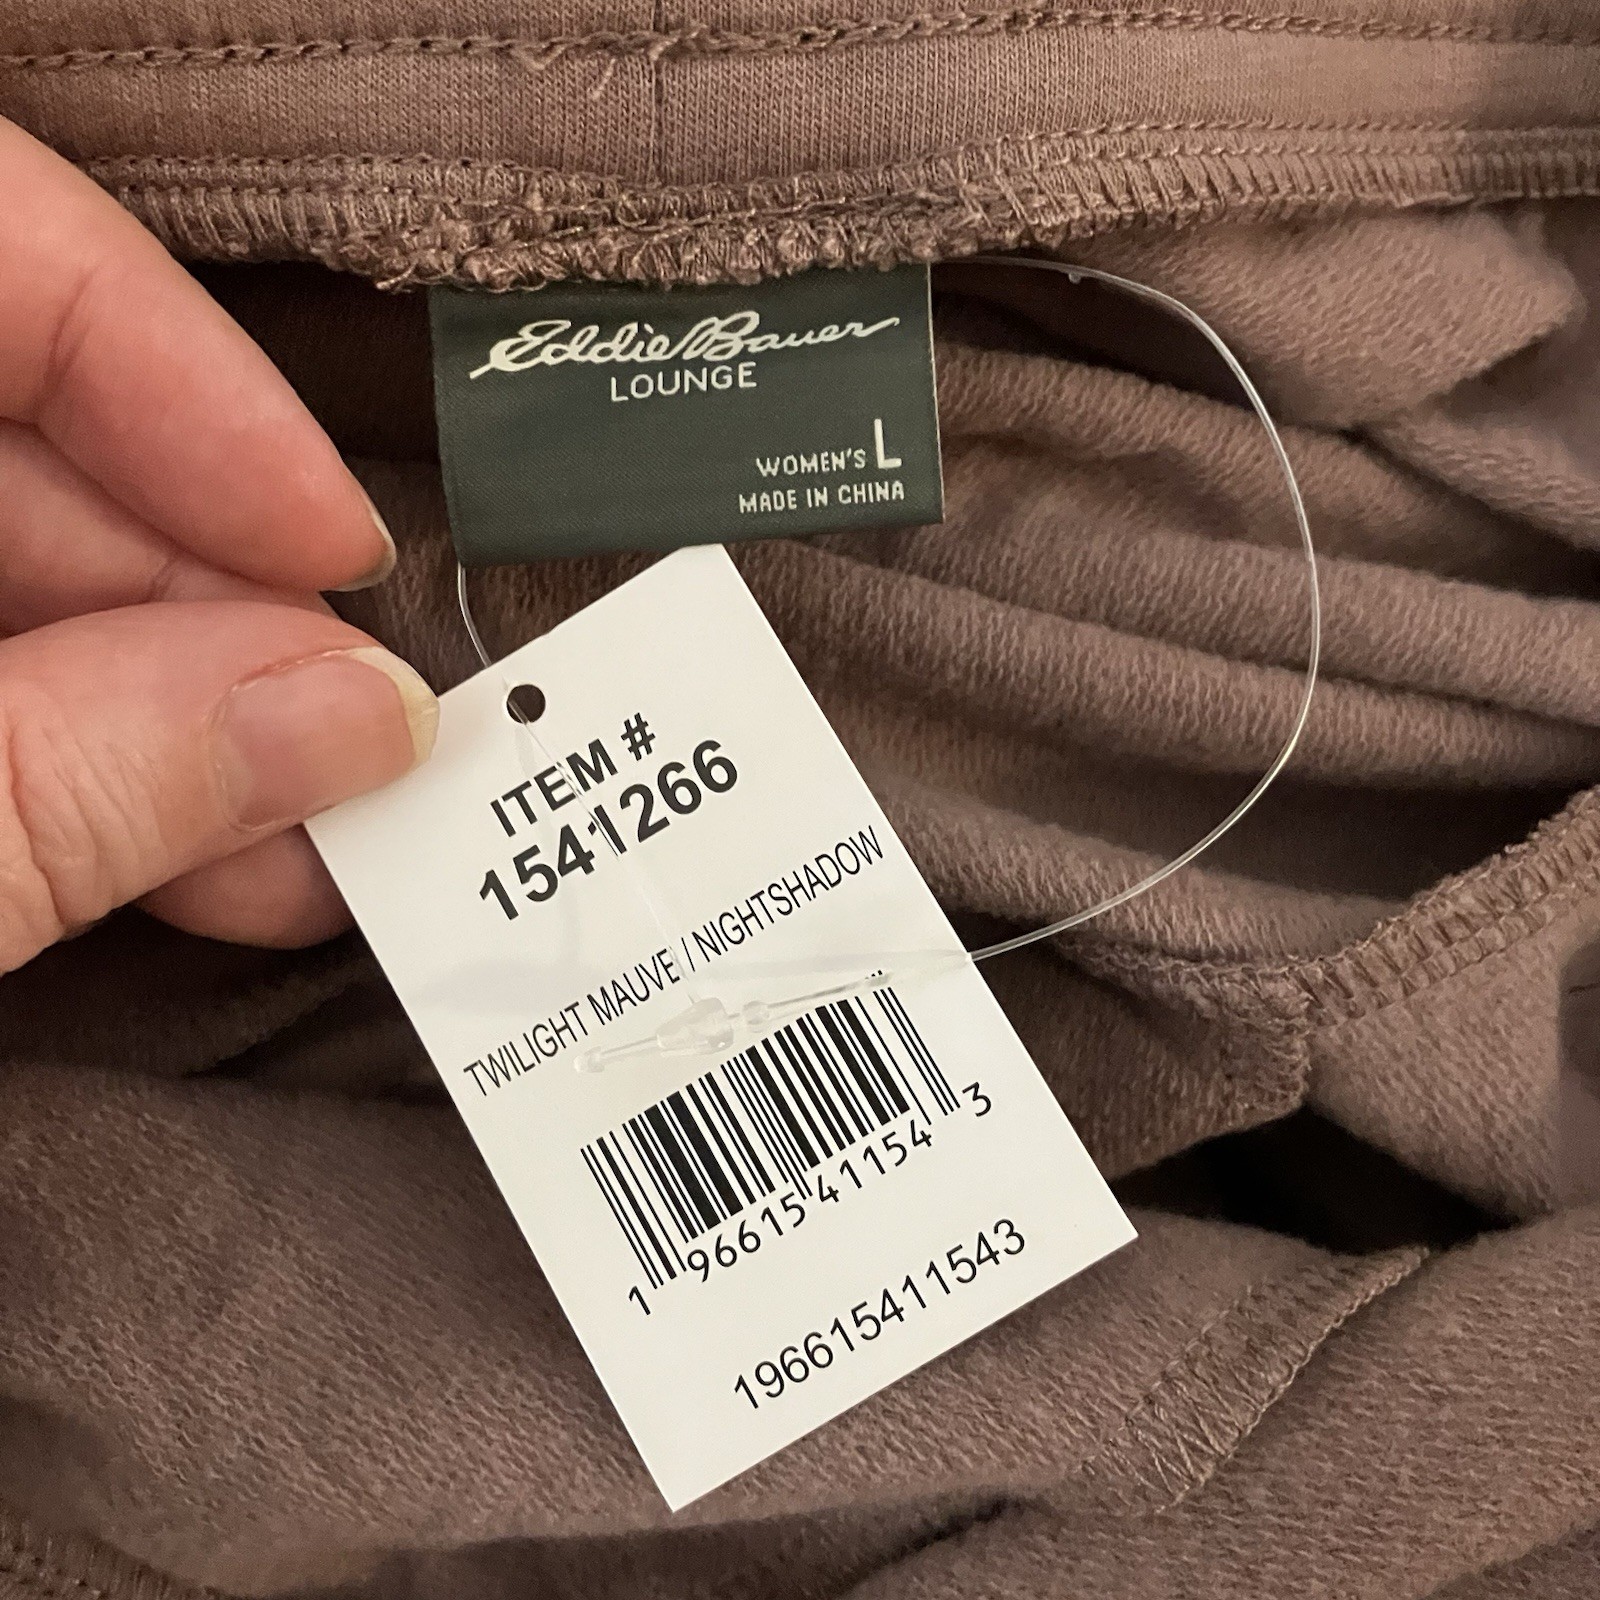 Eddie Bauer
LOUNGE
WOMEN'S L
MADE IN CHINA
ITEM #
1541266
TWILIGHT MAUVE / NIGHTSHADOW
1 96615 41154 3
196615411543